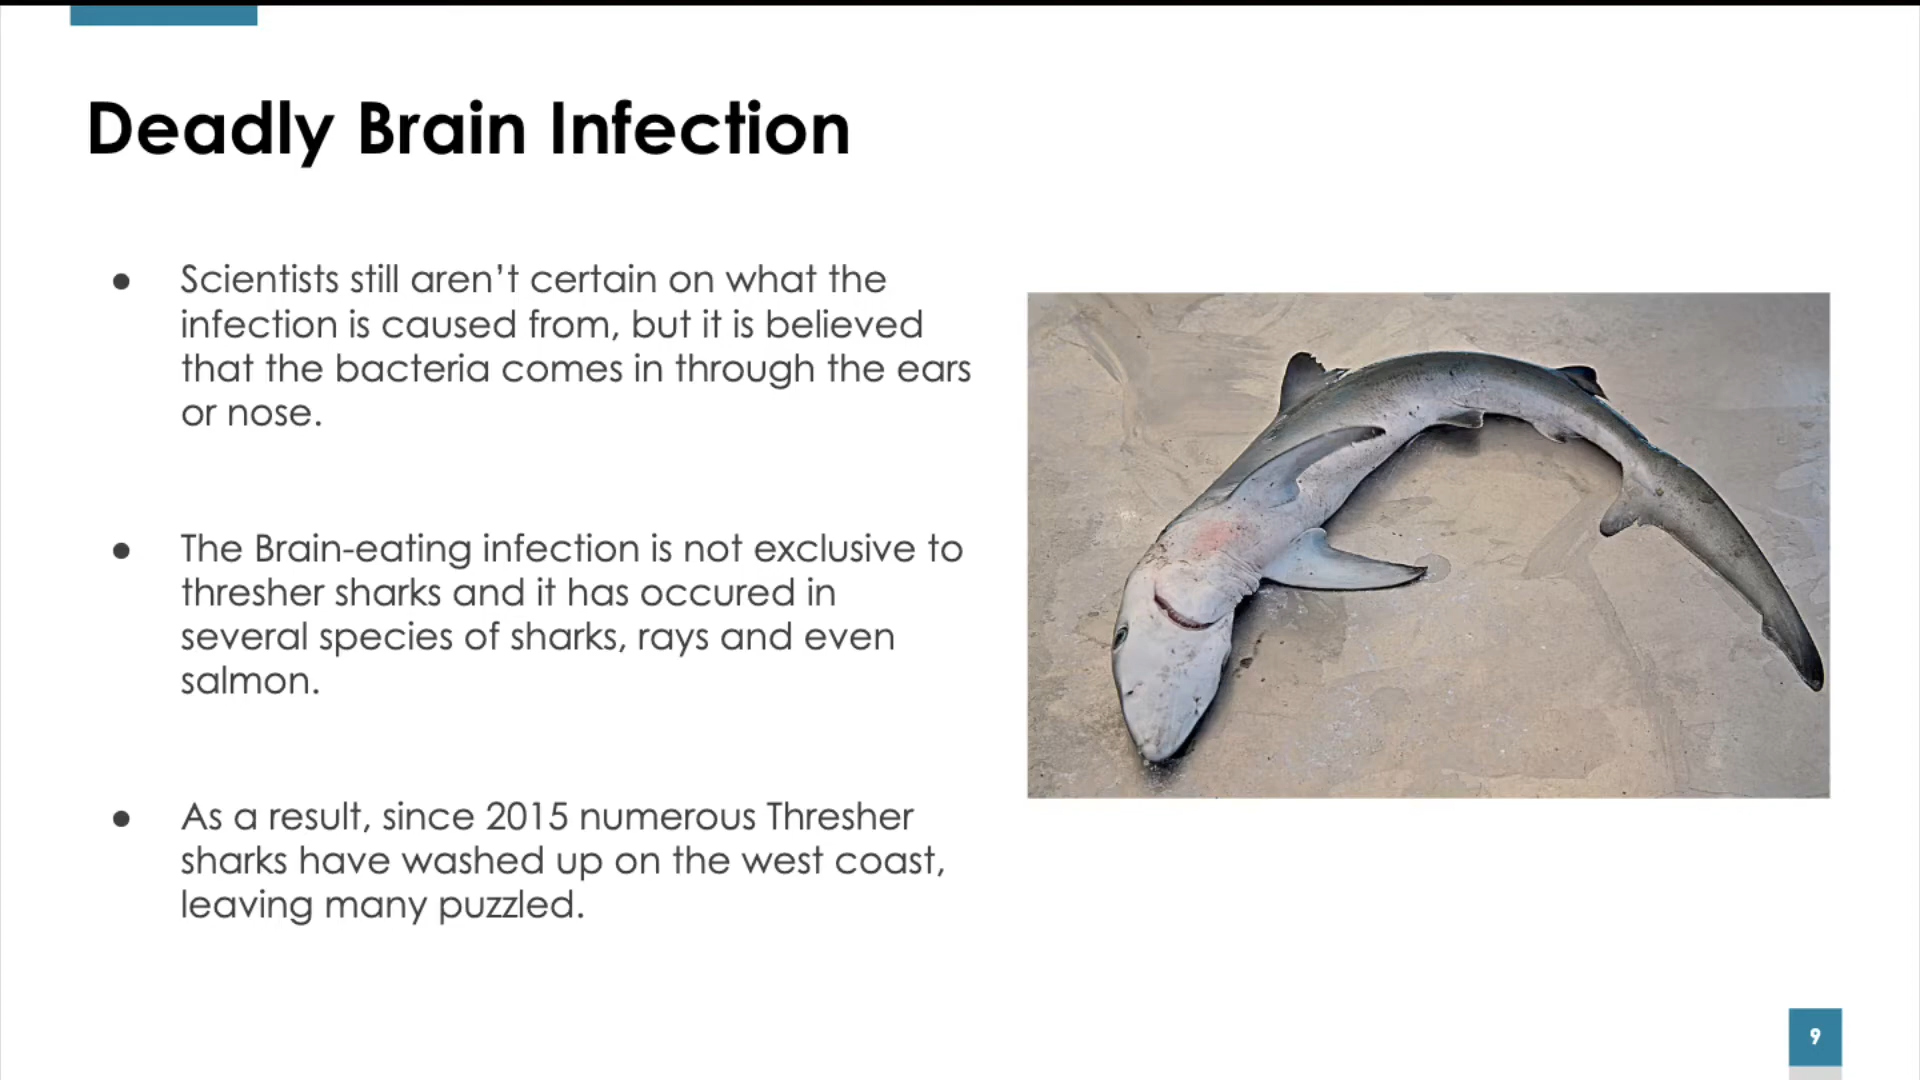 Deadly Brain Infection
● Scientists still aren’t certain on what the
infection is caused from, but it is believed
that the bacteria comes in through the ears
or nose.
● The Brain-eating infection is not exclusive to
thresher sharks and it has occured in
several species of sharks, rays and even
salmon.
● As a result, since 2015 numerous Thresher
sharks have washed up on the west coast,
leaving many puzzled.
9